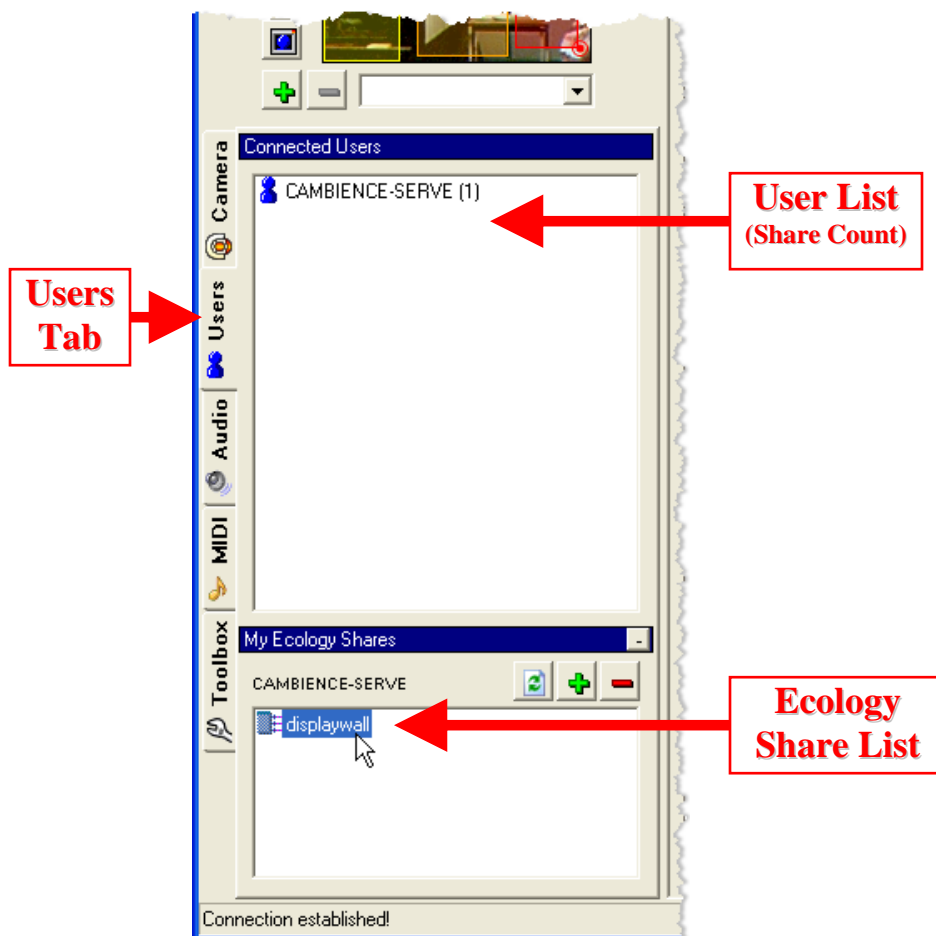 Connected Users
CAMBIENCE-SERVE (1)
User List
(Share Count)
Users
Tab
Camera
Users
Audio
MIDI
Toolbox
My Ecology Shares
CAMBIENCE-SERVE
displaywall
Ecology
Share List
Connection established!